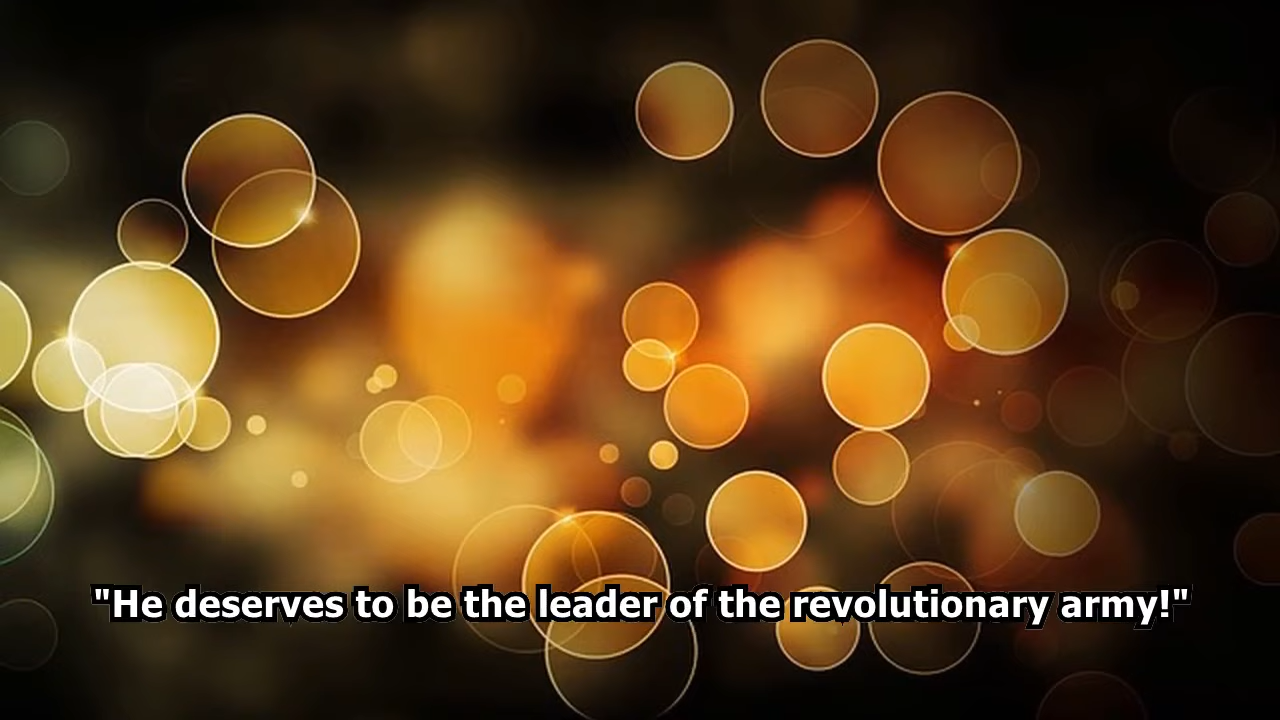 "He deserves to be the leader of the revolutionary army!"